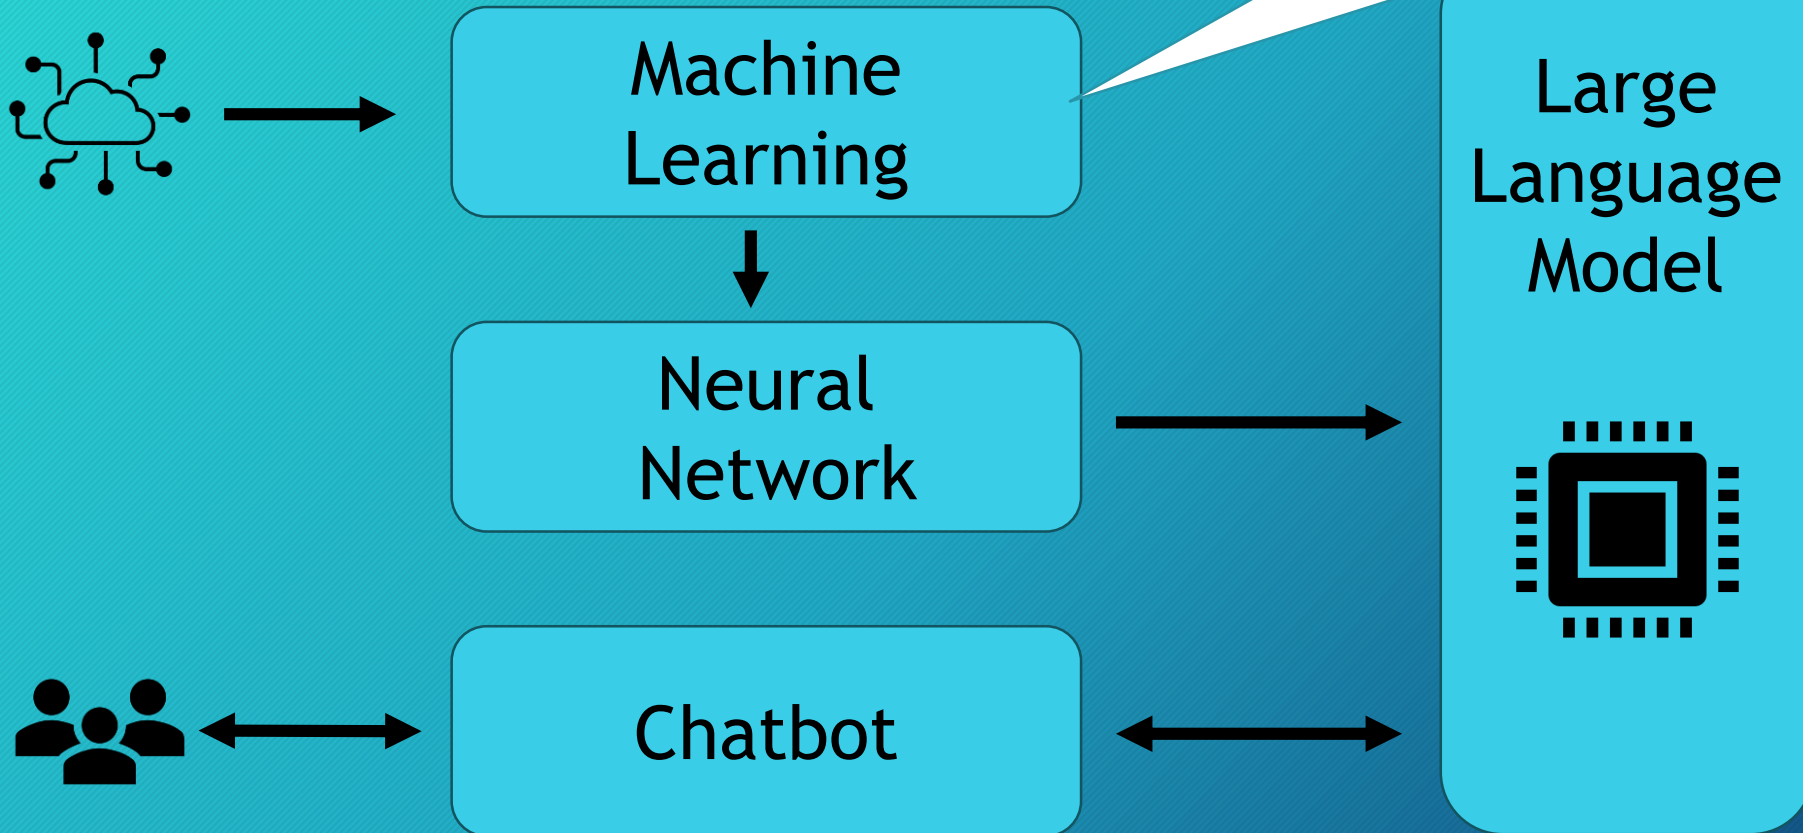 Machine
Learning
Large
Language
Model
Neural
Network
Chatbot